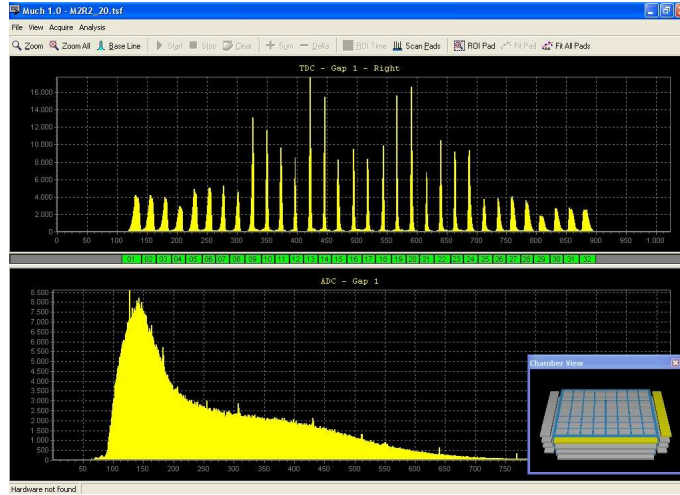 Much 1.0 - M2R2_20.tsf
File View Acquire Analysis
Zoom Zoom All Base Line Start Stop Clear Sum Delta ROI Time Scan Pads ROI Pad Fit Pad Fit All Pads
TDC - Gap 1 - Right
16.000
14.000
12.000
10.000
8.000
6.000
4.000
2.000
0
0 50 100 150 200 250 300 350 400 450 500 550 600 650 700 750 800 850 900 950 1.000
01 02 03 04 05 06 07 08 09 10 11 12 13 14 15 16 17 18 19 20 21 22 23 24 25 26 27 28 29 30 31 32
ADC - Gap 1
8.500
8.000
7.500
7.000
6.500
6.000
5.500
5.000
4.500
4.000
3.500
3.000
2.500
2.000
1.500
1.000
500
0
50 100 150 200 250 300 350 400 450 500 550 600 650 700 750
Chamber View
Hardware not found